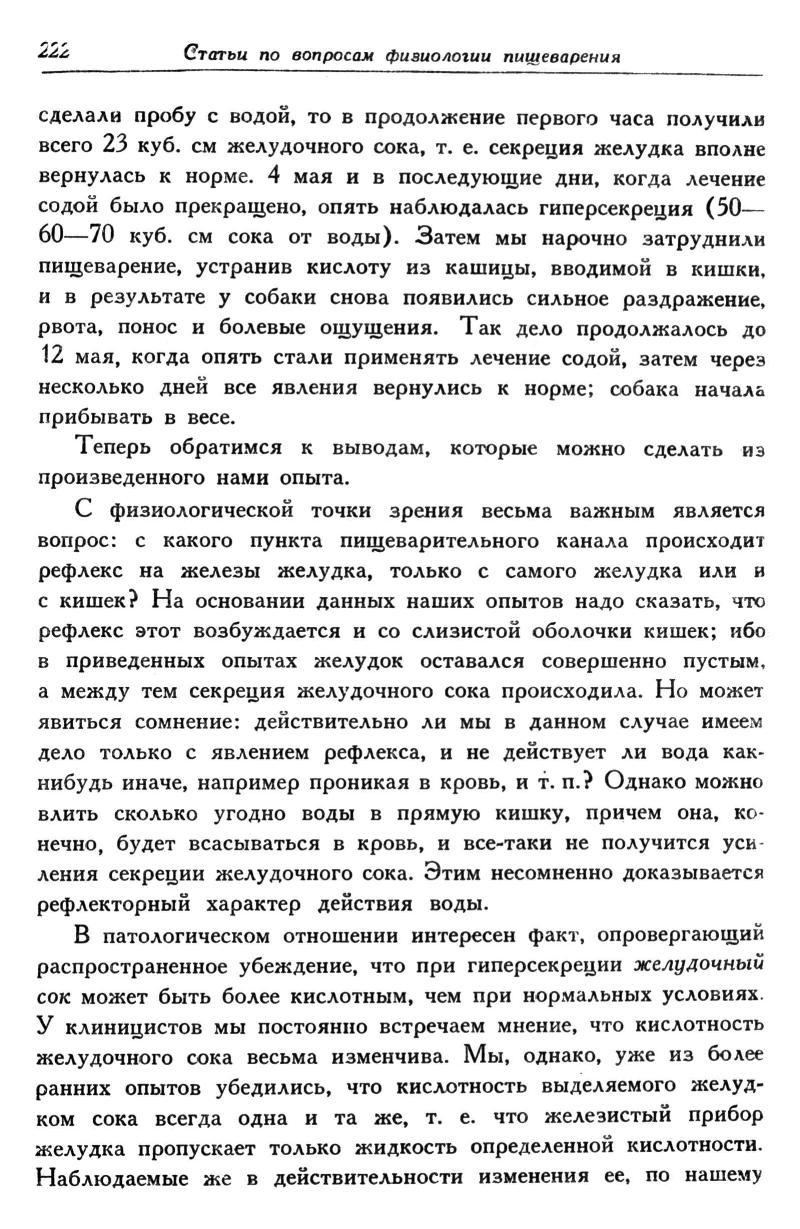 222 Статьи по вопросам физиологии пищеварения
сделали пробу с водой, то в продолжение первого часа получили
всего 23 куб. см желудочного сока, т. е. секреция желудка вполне
вернулась к норме. 4 мая и в последующие дни, когда лечение
содой было прекращено, опять наблюдалась гиперсекреция (50—
60—70 куб. см сока от воды). Затем мы нарочно затруднили
пищеварение, устранив кислоту из кашицы, вводимой в кишки,
и в результате у собаки снова появились сильное раздражение,
рвота, понос и болевые ощущения. Так дело продолжалось до
12 мая, когда опять стали применять лечение содой, затем через
несколько дней все явления вернулись к норме; собака начала
прибывать в весе.
Теперь обратимся к выводам, которые можно сделать из
произведенного нами опыта.
С физиологической точки зрения весьма важным является
вопрос: с какого пункта пищеварительного канала происходит
рефлекс на железы желудка, только с самого желудка или и
с кишек? На основании данных наших опытов надо сказать, что
рефлекс этот возбуждается и со слизистой оболочки кишек; ибо
в приведенных опытах желудок оставался совершенно пустым,
а между тем секреция желудочного сока происходила. Но может
явиться сомнение: действительно ли мы в данном случае имеем
дело только с явлением рефлекса, и не действует ли вода как-
нибудь иначе, например проникая в кровь, и т. п.? Однако можно
влить сколько угодно воды в прямую кишку, причем она, ко-
нечно, будет всасываться в кровь, и все-таки не получится уси-
ления секреции желудочного сока. Этим несомненно доказывается
рефлекторный характер действия воды.
В патологическом отношении интересен факт, опровергающий
распространенное убеждение, что при гиперсекреции желудочный
сок может быть более кислотным, чем при нормальных условиях.
У клиницистов мы постоянно встречаем мнение, что кислотность
желудочного сока весьма изменчива. Мы, однако, уже из более
ранних опытов убедились, что кислотность выделяемого желуд-
ком сока всегда одна и та же, т. е. что железистый прибор
желудка пропускает только жидкость определенной кислотности.
Наблюдаемые же в действительности изменения ее, по нашему